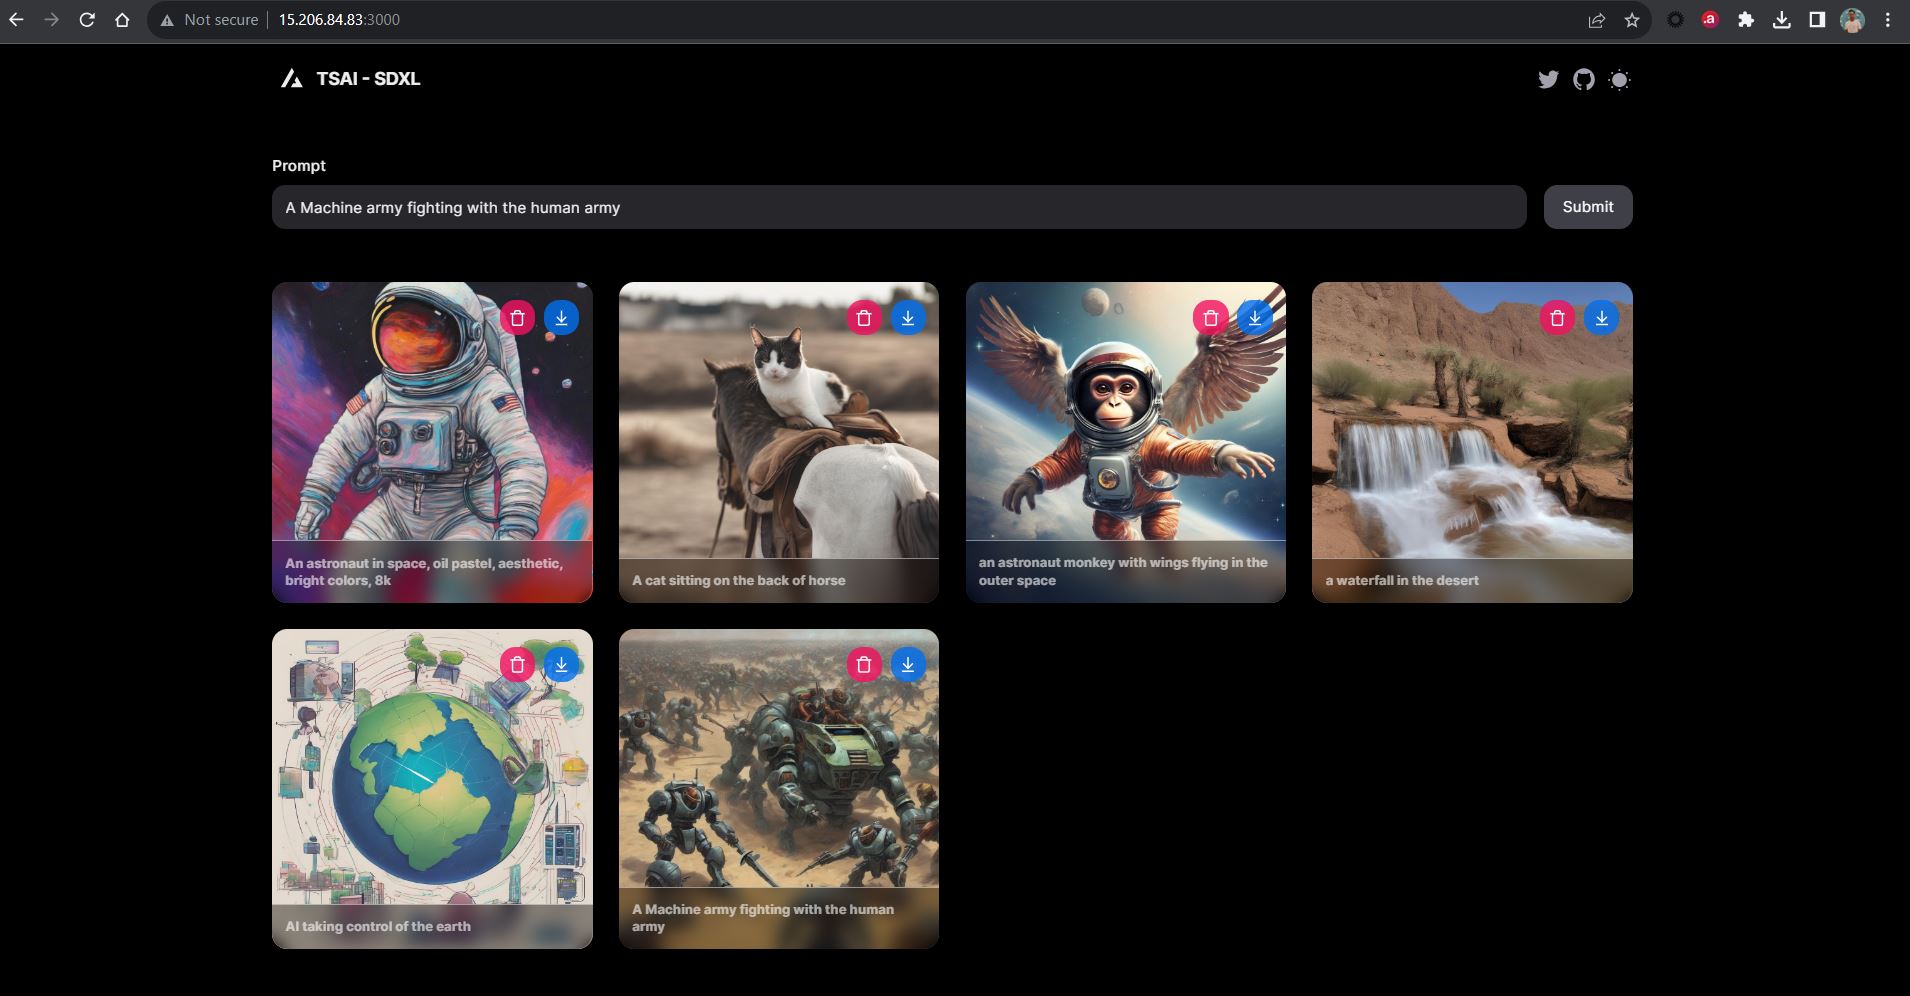 Not secure
15.206.84.83:3000
.a
TSAI - SDXL
Prompt
A Machine army fighting with the human army
Submit
An astronaut in space, oil pastel, aesthetic,
bright colors, 8k
A cat sitting on the back of horse
an astronaut monkey with wings flying in the
outer space
a waterfall in the desert
AI taking control of the earth
A Machine army fighting with the human
army